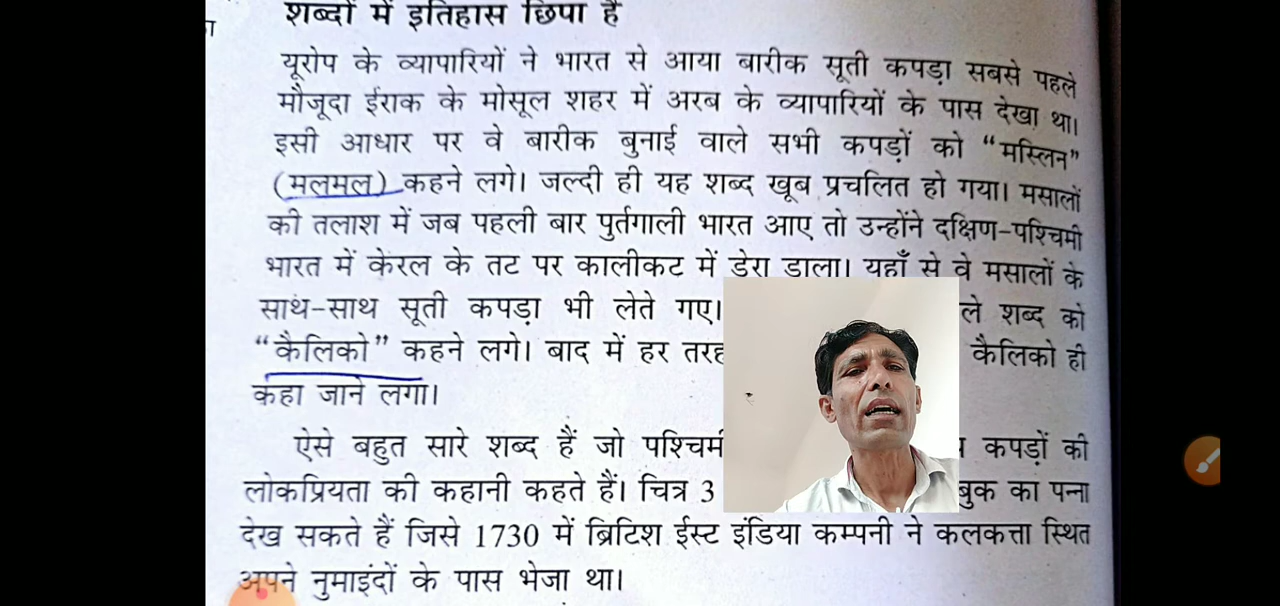 शब्दों में इतिहास छिपा है
यूरोप के व्यापारियों ने भारत से आया बारीक सूती कपड़ा सबसे पहले
मौजूदा ईराक के मोसूल शहर में अरब के व्यापारियों के पास देखा था।
इसी आधार पर वे बारीक बुनाई वाले सभी कपड़ों को “मस्लिन”
(मलमल) कहने लगे। जल्दी ही यह शब्द खूब प्रचलित हो गया। मसालों
की तलाश में जब पहली बार पुर्तगाली भारत आए तो उन्होंने दक्षिण-पश्चिमी
भारत में केरल के तट पर कालीकट में डेरा डाला। यहाँ से वे मसालों के
साथ-साथ सूती कपड़ा भी लेते गए। शब्द को
“कैलिको” कहने लगे। बाद में हर कैलिको ही
कहा जाने लगा।
ऐसे बहुत सारे शब्द हैं जो कपड़ों की
लोकप्रियता की कहानी कहते हैं। चित्र 3 का पन्ना
देख सकते हैं जिसे 1730 में ब्रिटिश ईस्ट इंडिया कम्पनी ने कलकत्ता स्थित
अपने नुमाइंदों के पास भेजा था।